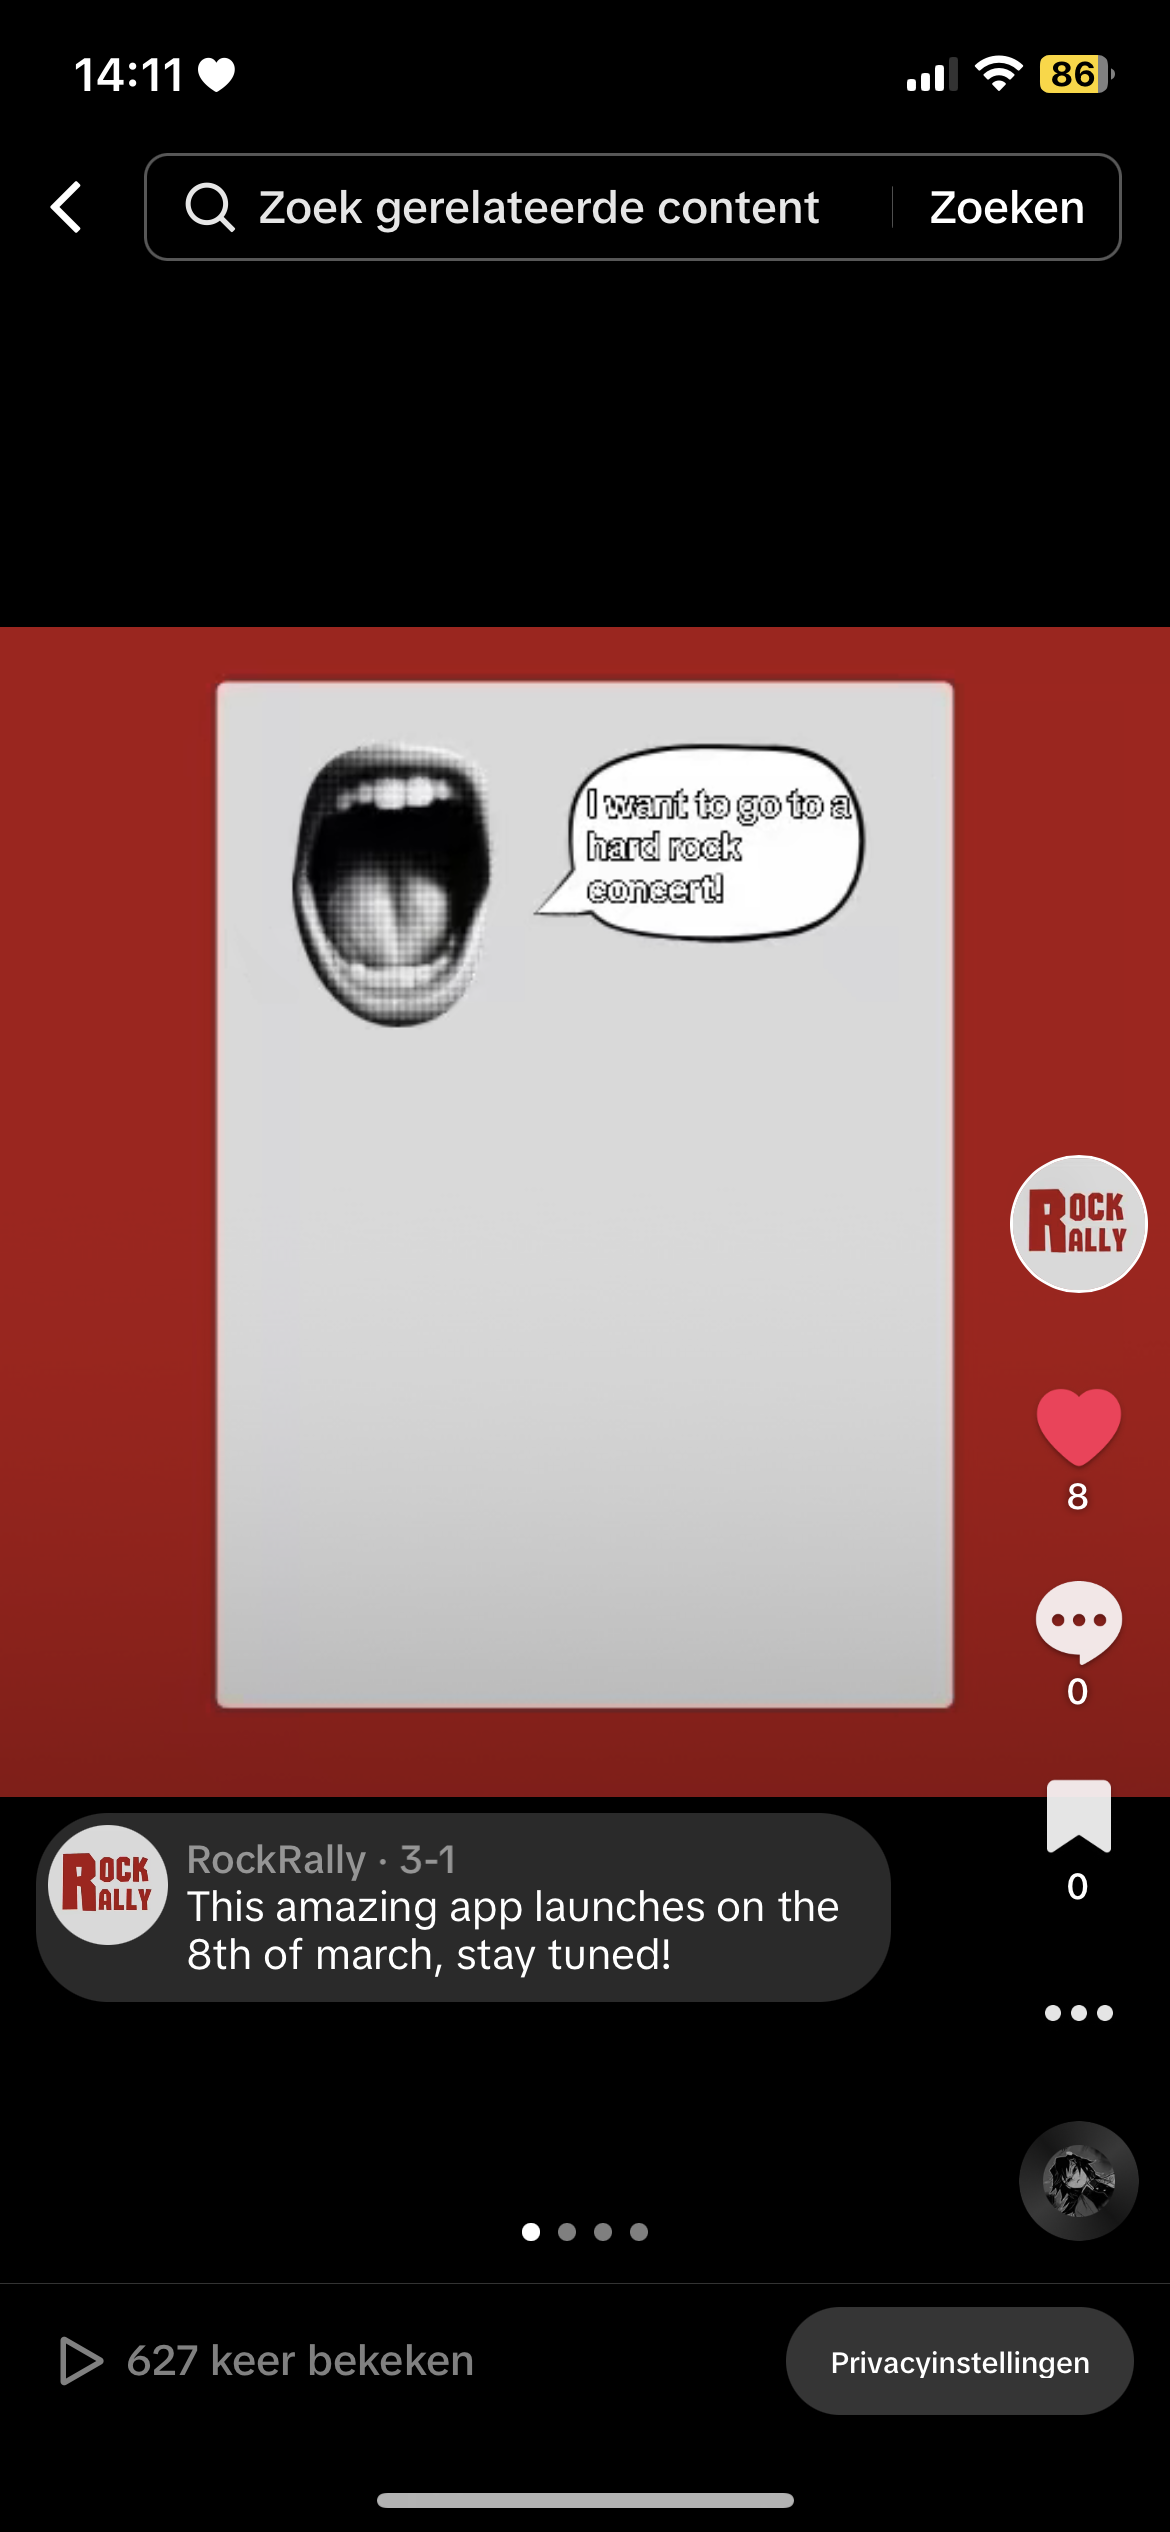 14:11
86
Zoek gerelateerde content
Zoeken
I want to go to a
hard rock
concert!
ROCK
RALLY
8
0
0
ROCK
RALLY
RockRally · 3-1
This amazing app launches on the
8th of march, stay tuned!
627 keer bekeken
Privacyinstellingen